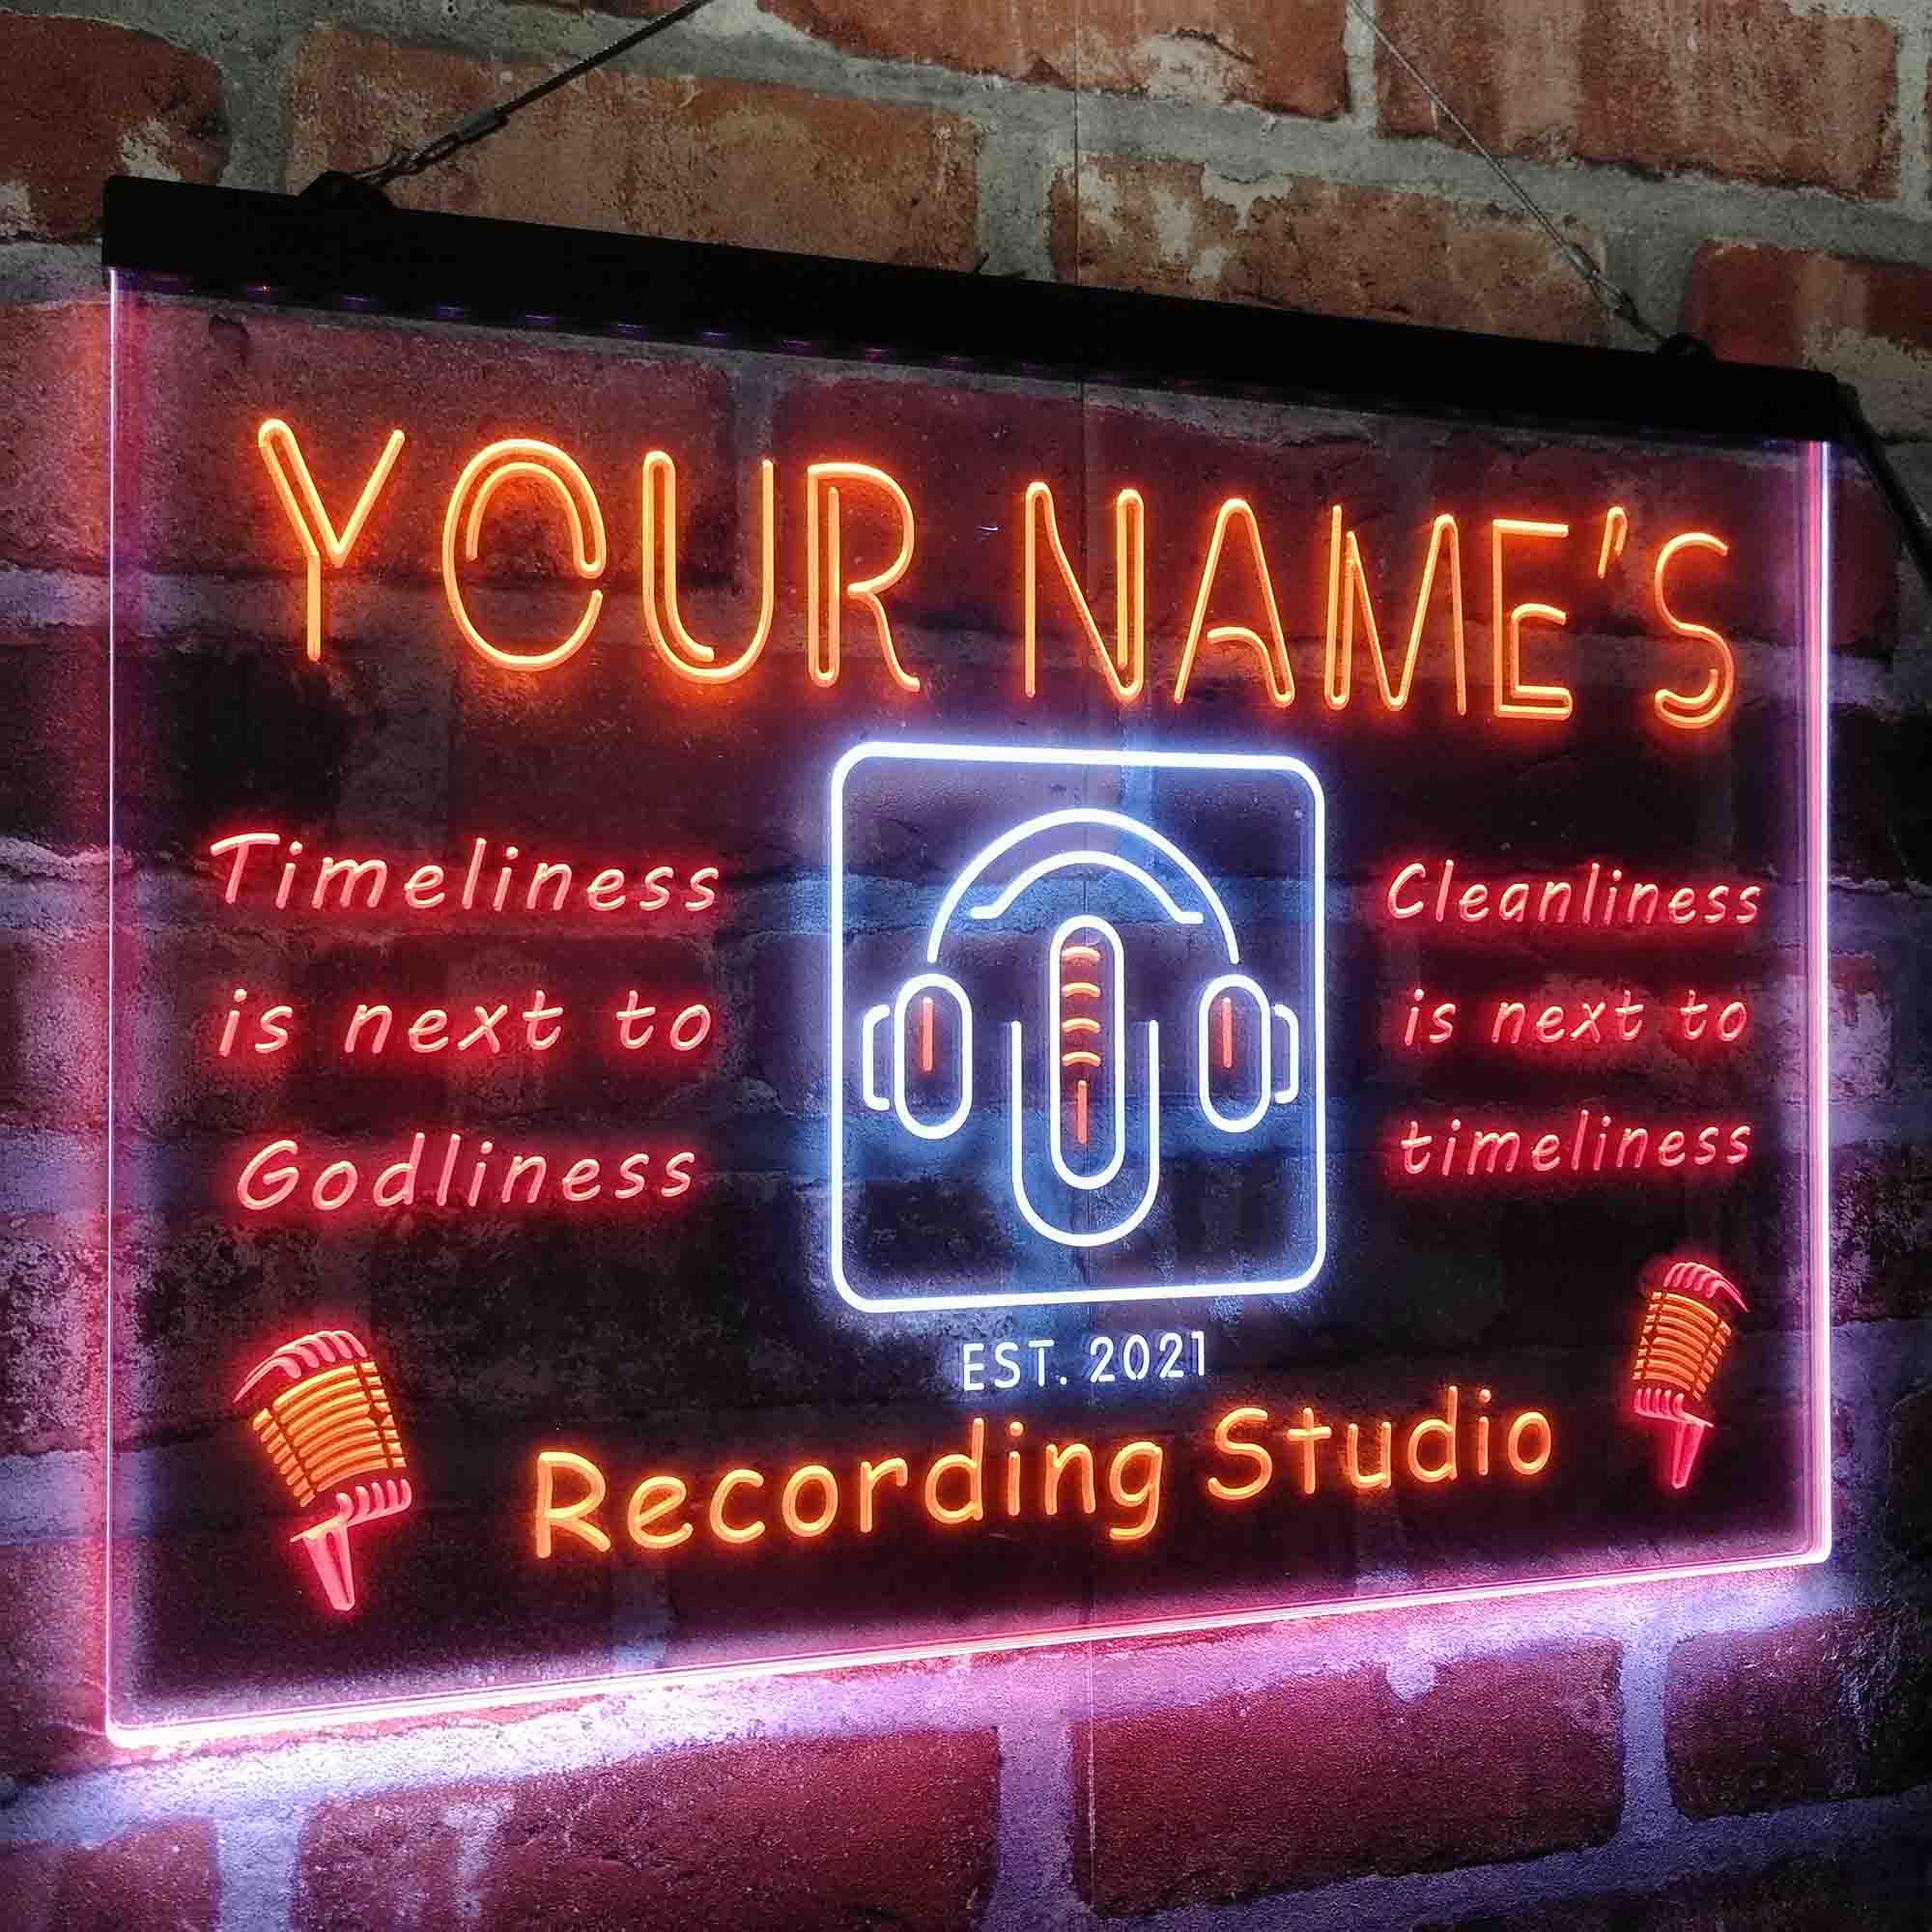 YOUR NAME'S
Timeliness
is next to
Godliness
Cleanliness
is next to
timeliness
EST. 2021
Recording Studio